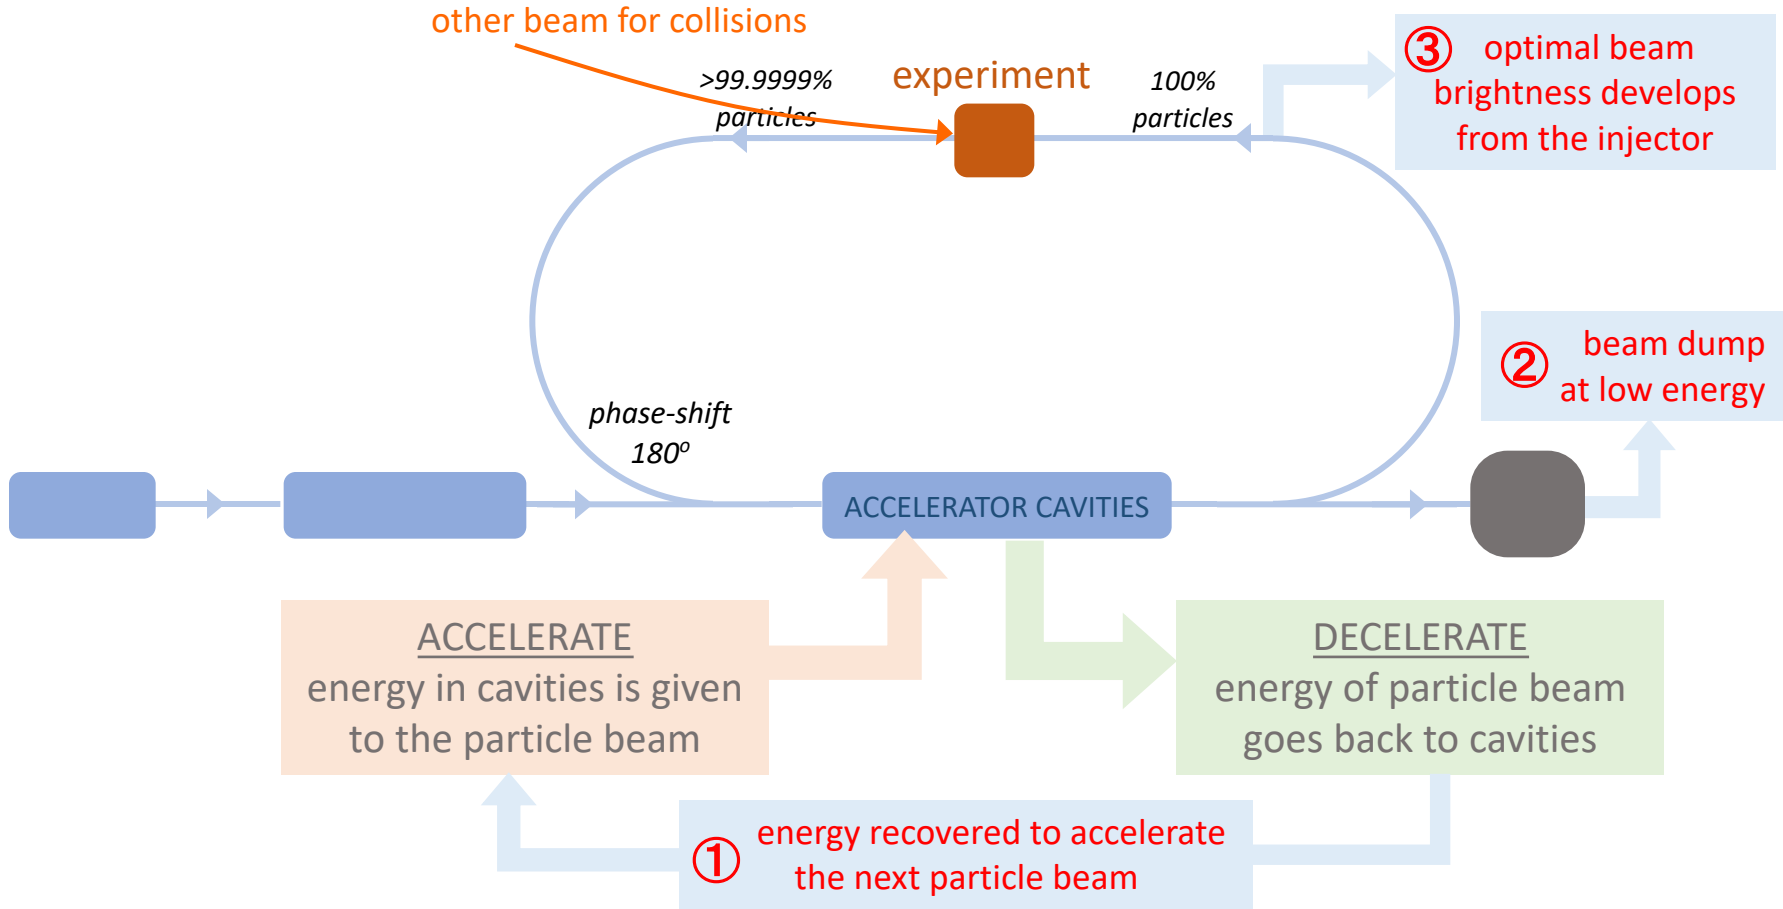 other beam for collisions
>99.9999%
particles
experiment
100%
particles
③ optimal beam
brightness develops
from the injector
② beam dump
at low energy
phase-shift
180º
ACCELERATOR CAVITIES
ACCELERATE
energy in cavities is given
to the particle beam
DECELERATE
energy of particle beam
goes back to cavities
① energy recovered to accelerate
the next particle beam